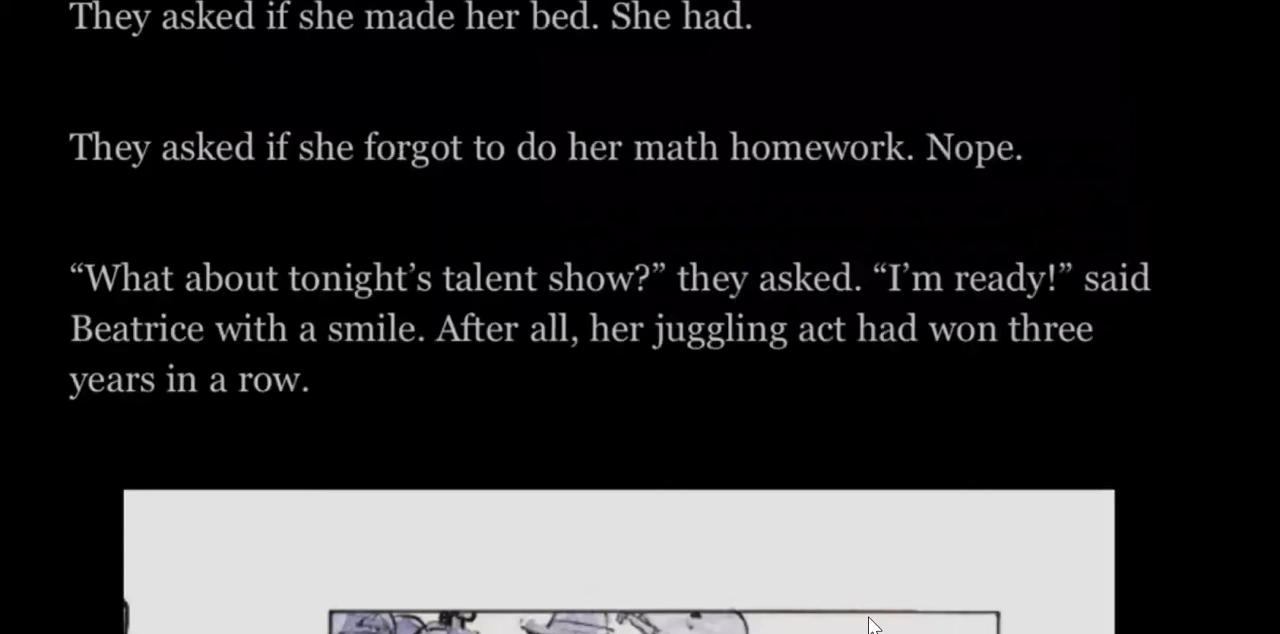 They asked if she made her bed. She had.
They asked if she forgot to do her math homework. Nope.
“What about tonight’s talent show?” they asked. “I’m ready!” said
Beatrice with a smile. After all, her juggling act had won three
years in a row.